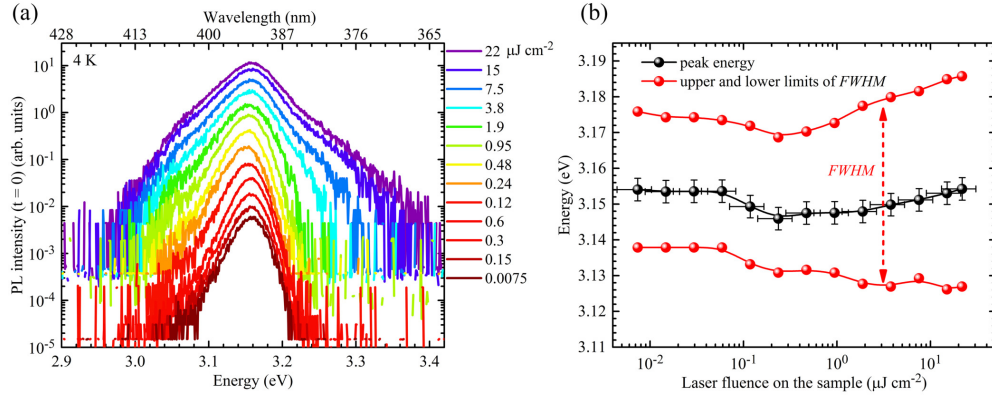 (a)
Wavelength (nm)
428 413 400 387 376 365
4 K
PL intensity (t = 0) (arb. units)
10¹
10⁰
10⁻¹
10⁻²
10⁻³
10⁻⁴
10⁻⁵
2.9 3.0 3.1 3.2 3.3 3.4
Energy (eV)
22 μJ cm⁻²
15
7.5
3.8
1.9
0.95
0.48
0.24
0.12
0.6
0.3
0.15
0.0075
(b)
peak energy
upper and lower limits of FWHM
FWHM
Energy (eV)
3.19
3.18
3.17
3.16
3.15
3.14
3.13
3.12
3.11
10⁻² 10⁻¹ 10⁰ 10¹
Laser fluence on the sample (μJ cm⁻²)